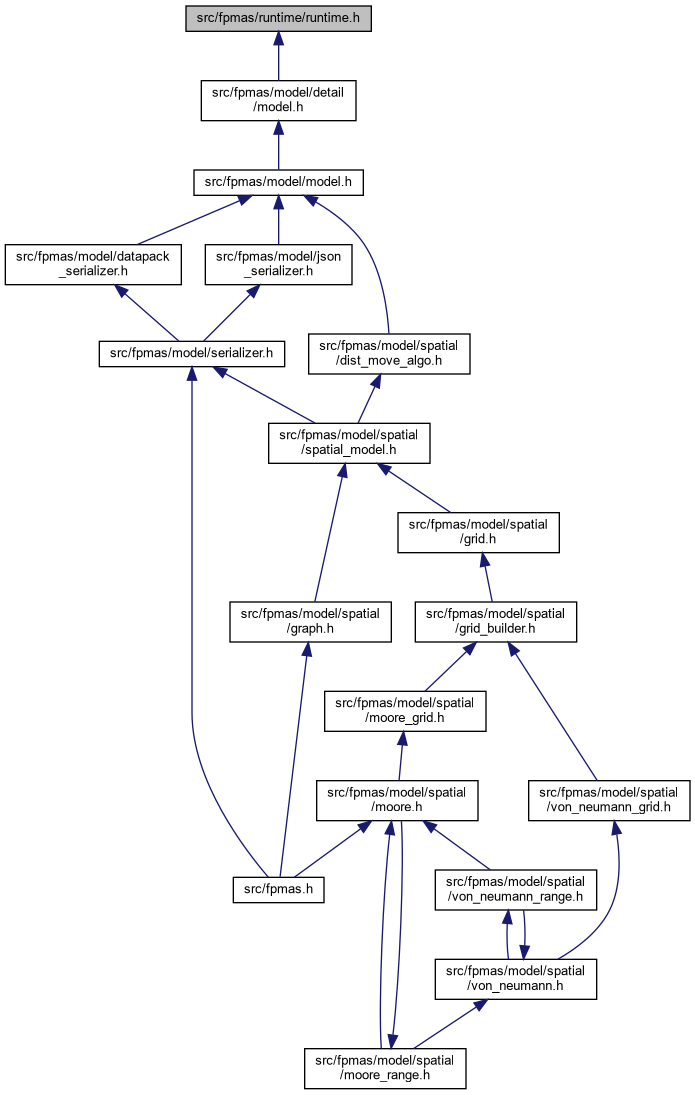 src/fpmas/runtime/runtime.h
src/fpmas/model/detail
/model.h
src/fpmas/model/model.h
src/fpmas/model/datapack
_serializer.h
src/fpmas/model/json
_serializer.h
src/fpmas/model/serializer.h
src/fpmas/model/spatial
/dist_move_algo.h
src/fpmas/model/spatial
/spatial_model.h
src/fpmas/model/spatial
/grid.h
src/fpmas/model/spatial
/graph.h
src/fpmas/model/spatial
/grid_builder.h
src/fpmas/model/spatial
/moore_grid.h
src/fpmas/model/spatial
/moore.h
src/fpmas/model/spatial
/von_neumann_grid.h
src/fpmas.h
src/fpmas/model/spatial
/von_neumann_range.h
src/fpmas/model/spatial
/von_neumann.h
src/fpmas/model/spatial
/moore_range.h